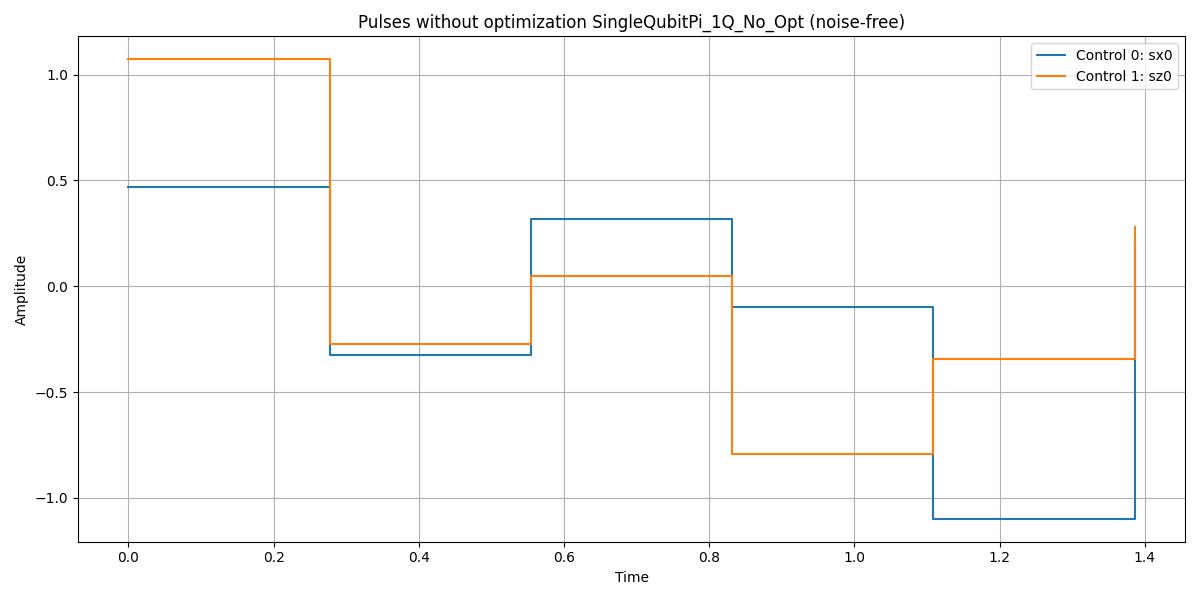 Pulses without optimization SingleQubitPi_1Q_No_Opt (noise-free)
Control 0: sx0
Control 1: sz0
Amplitude
1.0
0.5
0.0
−0.5
−1.0
0.0 0.2 0.4 0.6 0.8 1.0 1.2 1.4
Time